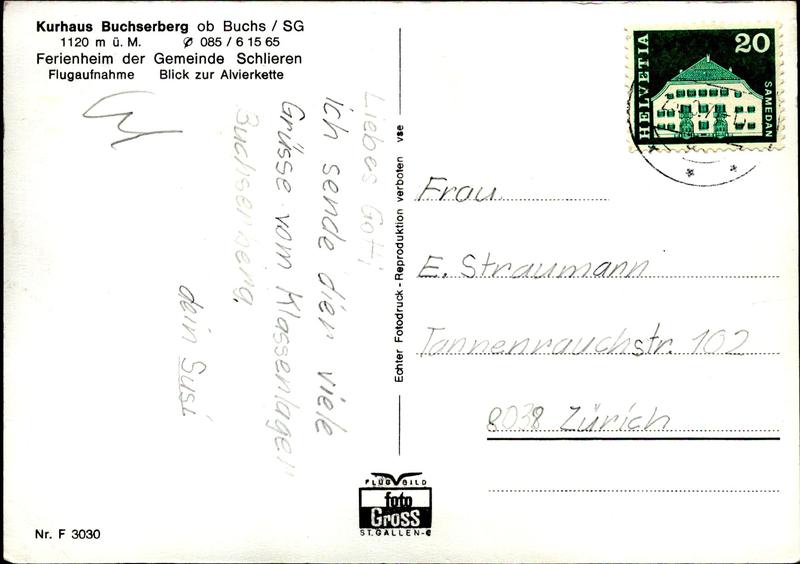 Kurhaus Buchserberg ob Buchs / SG
1120 m ü. M. ✆ 085 / 6 15 65
Ferienheim der Gemeinde Schlieren
Flugaufnahme Blick zur Alvierkette
Liebes Gotti
Ich sende dier viele
Grüsse vom Klassenlager
Buchserberg.
dein Susi
Echter Fotodruck - Reproduktion verboten vse
HELVETIA
20
SAMEDAN
Frau
E. Straumann
Tannenrauchstr. 102
8038 Zürich
FLUGBILD
foto
Gross
ST. GALLEN
Nr. F 3030